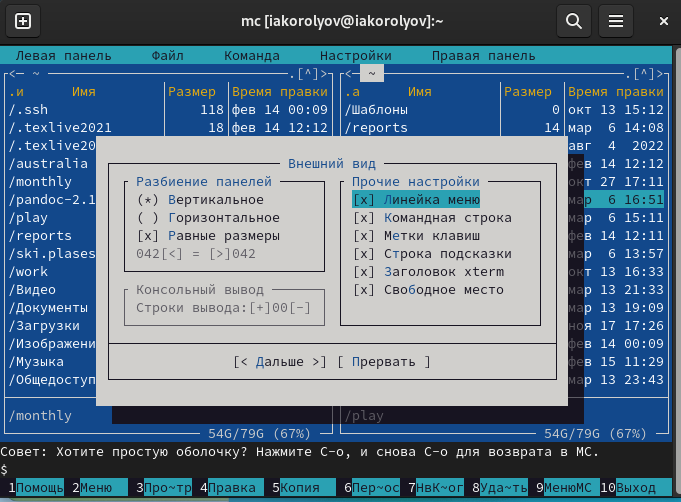 mc [iakorolyov@iakorolyov]:~
Левая панель Файл Команда Настройки Правая панель
<— ~ .[^]> <— ~ .[^]>
.и Имя Размер Время правки .а Имя Размер Время правки
/.ssh 118 фев 14 00:09 /Шаблоны 0 окт 13 15:12
/.texlive2021 18 фев 14 12:12 /reports 14 мар 6 14:08
/.texlive20 авг 4 2022
Внешний вид
/australia фев 14 12:12
/monthly Разбиение панелей Прочие настройки окт 27 17:11
/pandoc-2.1 (*) Вертикальное [x] Линейка меню мар 6 16:51
/play ( ) Горизонтальное [x] Командная строка мар 6 15:11
/reports [x] Равные размеры [x] Метки клавиш фев 14 12:11
/ski.plases 042[<] = [>]042 [x] Строка подсказки мар 6 13:57
/work [x] Заголовок xterm окт 13 16:33
/Видео Консольный вывод [x] Свободное место мар 13 21:33
/Документы Строки вывода:[+]00[-] мар 13 19:09
/Загрузки ноя 17 17:26
/Изображени фев 14 00:09
/Музыка [< Дальше >] [ Прервать ] фев 15 11:29
/Общедоступ мар 13 23:43
/monthly /play
54G/79G (67%) 54G/79G (67%)
Совет: Хотите простую оболочку? Нажмите C-o, и снова C-o для возврата в MC.
$
1Помощь 2Меню 3Про~тр 4Правка 5Копия 6Пер~ос 7НвК~ог 8Уда~ть 9МенюMC 10Выход